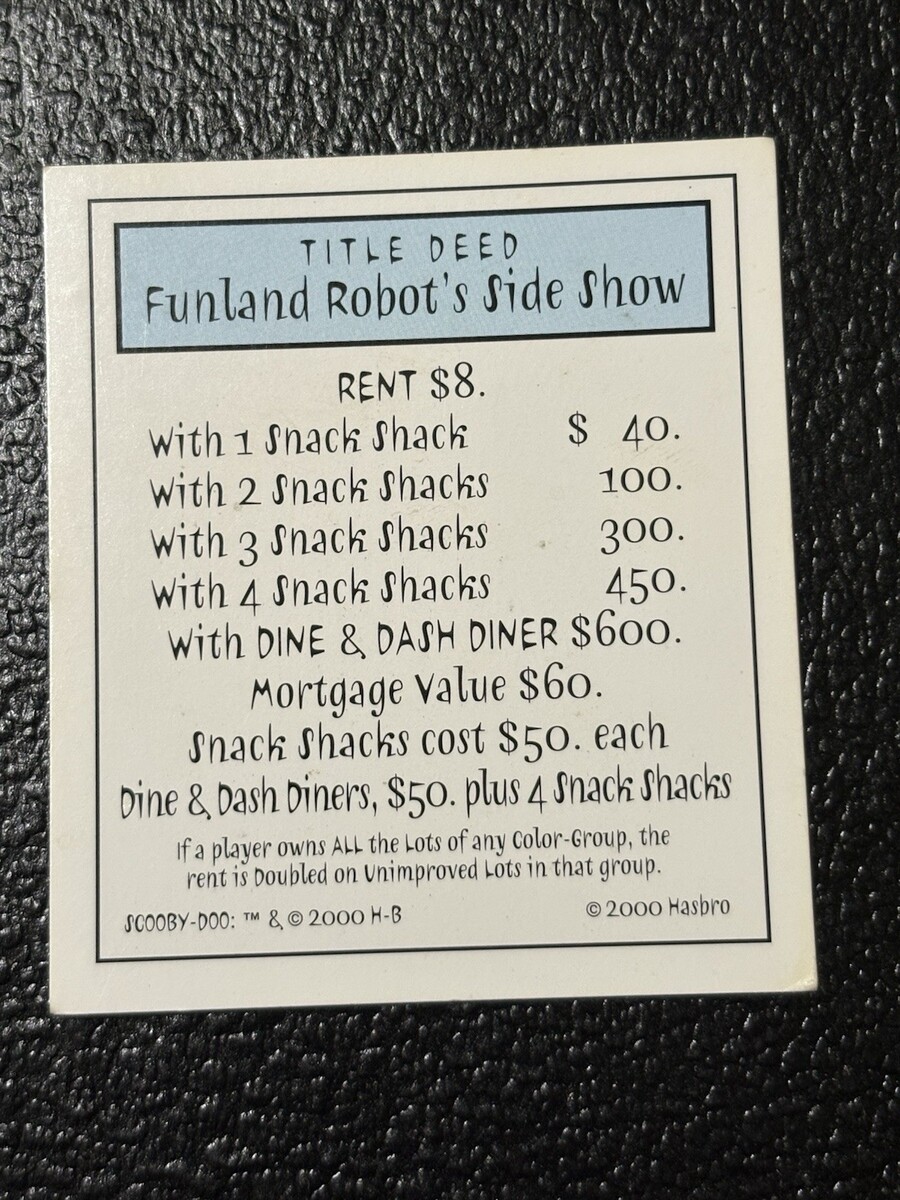 TITLE DEED
Funland Robot's Side Show
RENT $8.
With 1 Snack Shack $ 40.
With 2 Snack Shacks 100.
With 3 Snack Shacks 300.
With 4 Snack Shacks 450.
With DINE & DASH DINER $600.
Mortgage Value $60.
Snack Shacks cost $50. each
Dine & Dash Diners, $50. plus 4 Snack Shacks
If a player owns ALL the Lots of any Color-Group, the
rent is Doubled on Unimproved Lots in that group.
SCOOBY-DOO: ™ & © 2000 H-B © 2000 Hasbro